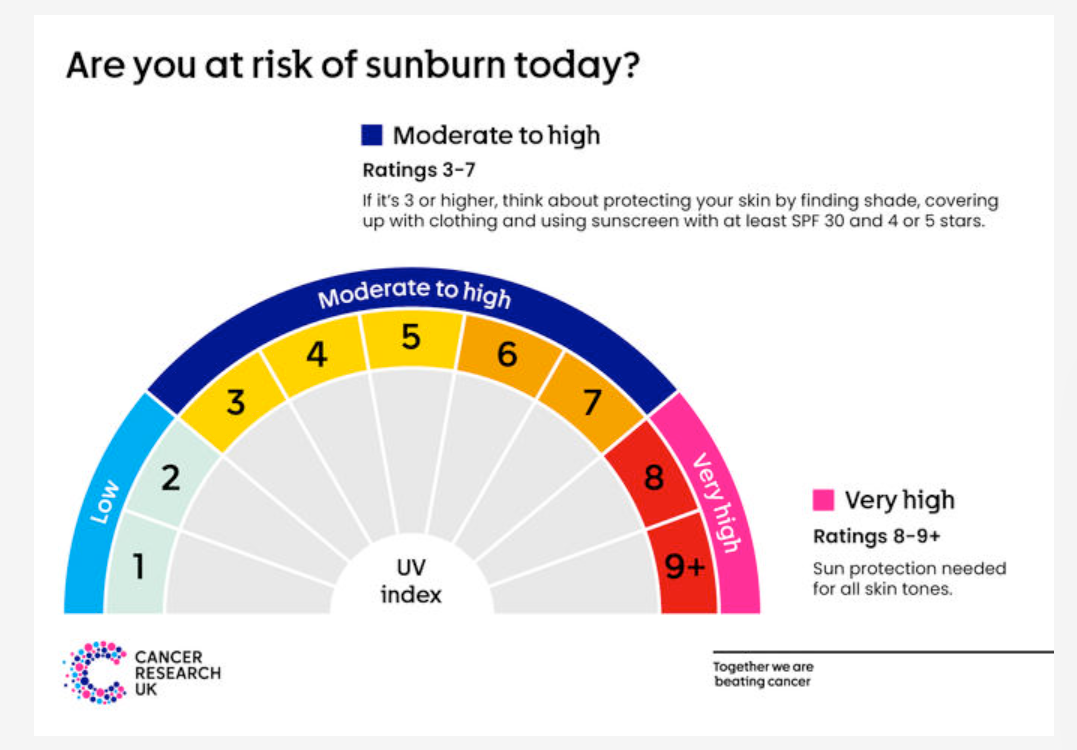 Are you at risk of sunburn today?
Moderate to high
Ratings 3-7
If it's 3 or higher, think about protecting your skin by finding shade, covering
up with clothing and using sunscreen with at least SPF 30 and 4 or 5 stars.
Moderate to high
Low
Very high
1
2
3
4
5
6
7
8
9+
UV
index
Very high
Ratings 8-9+
Sun protection needed
for all skin tones.
CANCER
RESEARCH
UK
Together we are
beating cancer